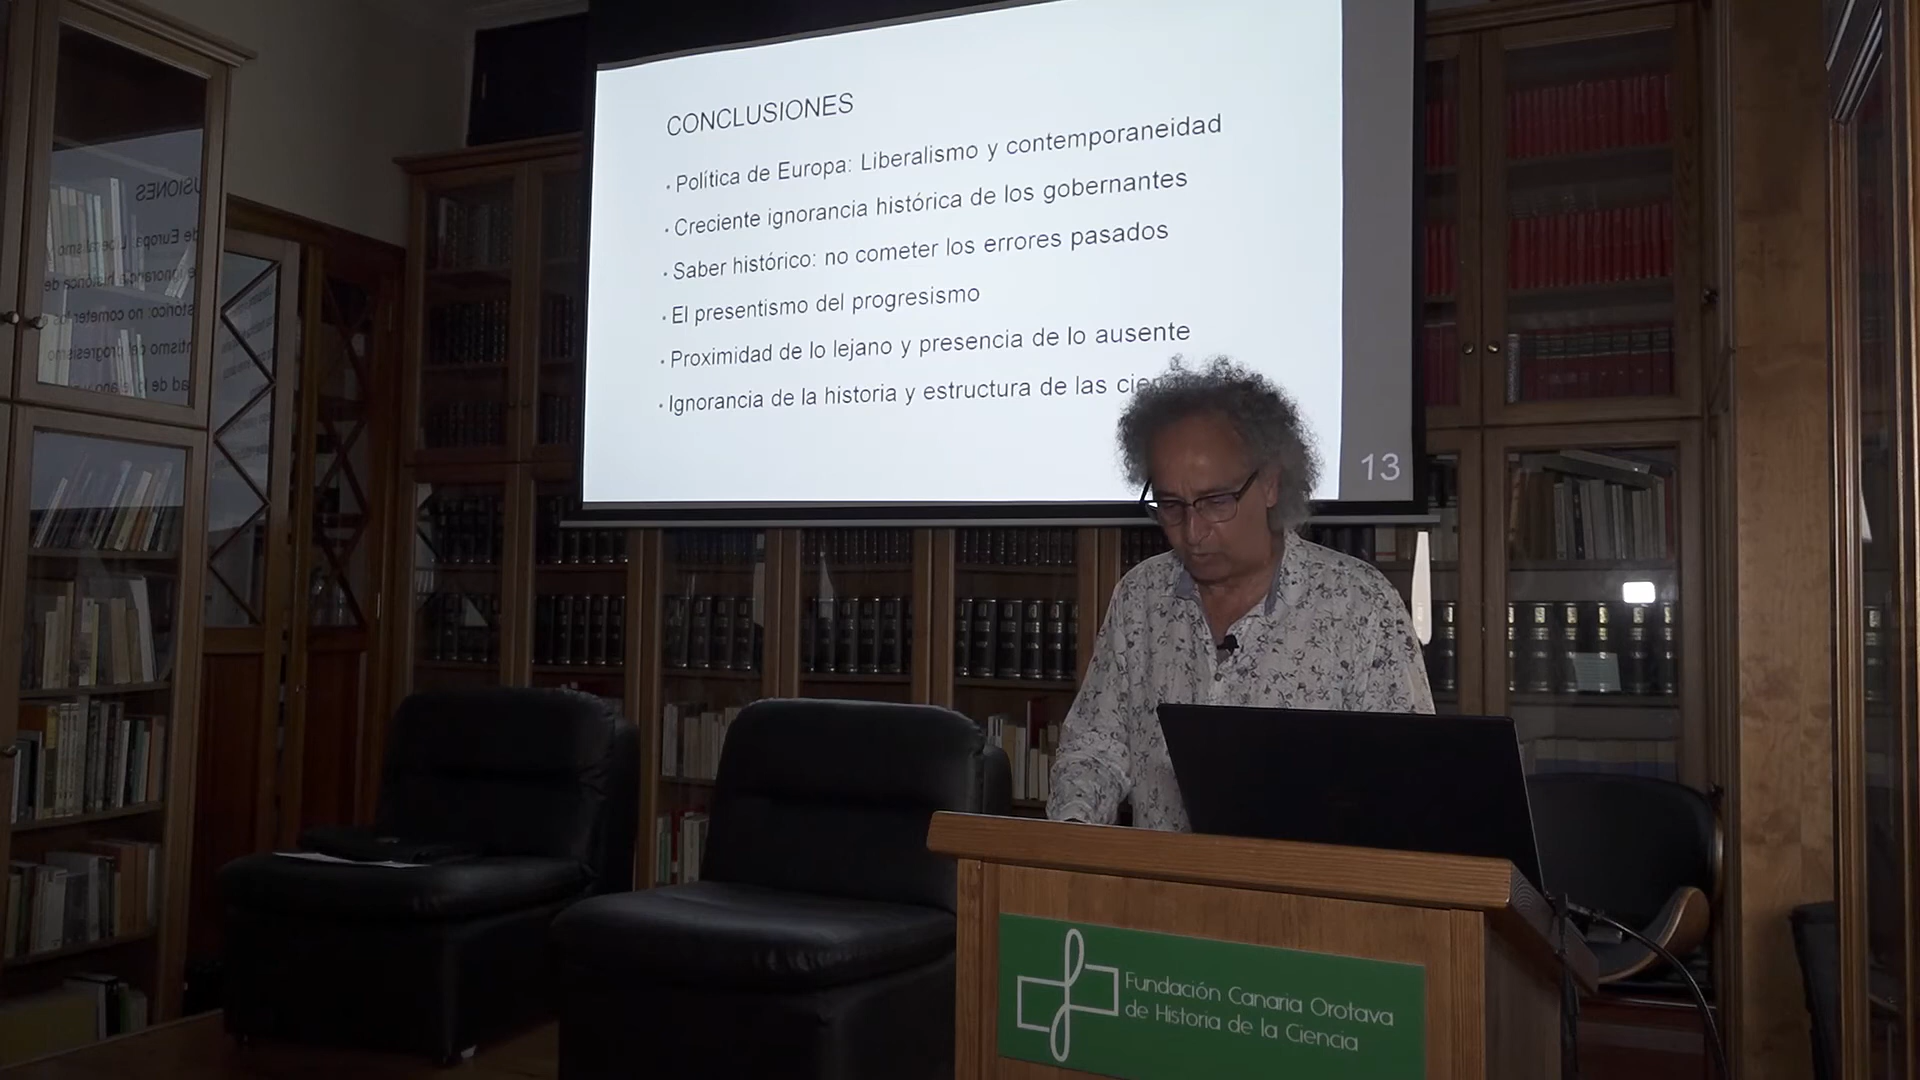 CONCLUSIONES
· Política de Europa: Liberalismo y contemporaneidad
· Creciente ignorancia histórica de los gobernantes
· Saber histórico: no cometer los errores pasados
· El presentismo del progresismo
· Proximidad de lo lejano y presencia de lo ausente
· Ignorancia de la historia y estructura de las
13
Fundación Canaria Orotava
de Historia de la Ciencia